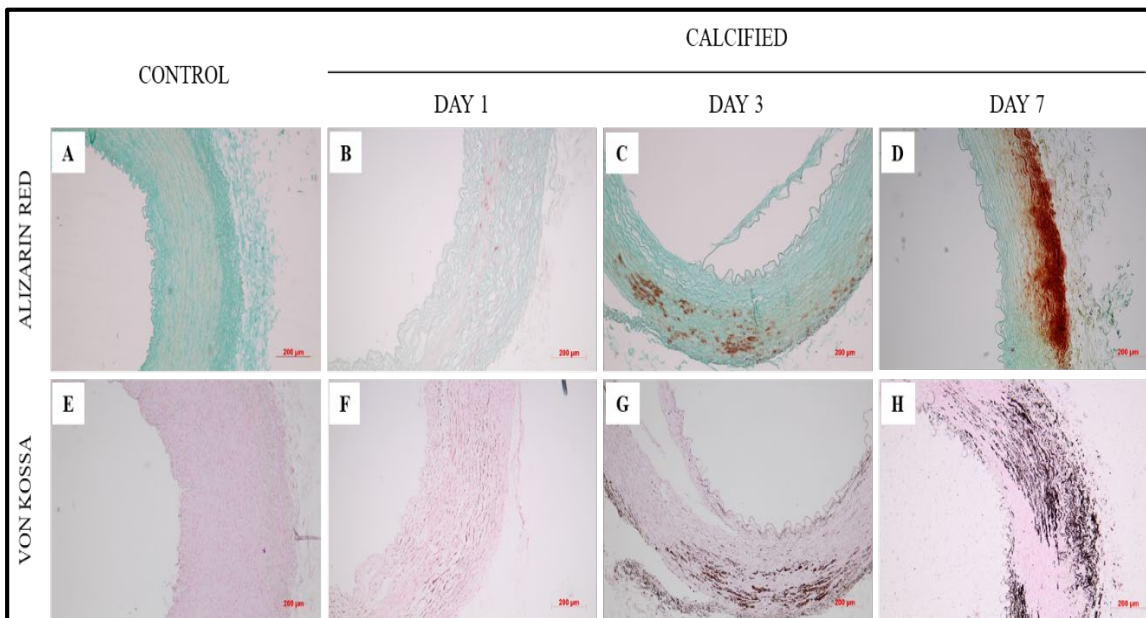 CALCIFIED
CONTROL
DAY 1 DAY 3 DAY 7
ALIZARIN RED
A B C D
200 µm 200 µm 200 µm 200 µm
VON KOSSA
E F G H
200 µm 200 µm 200 µm 200 µm